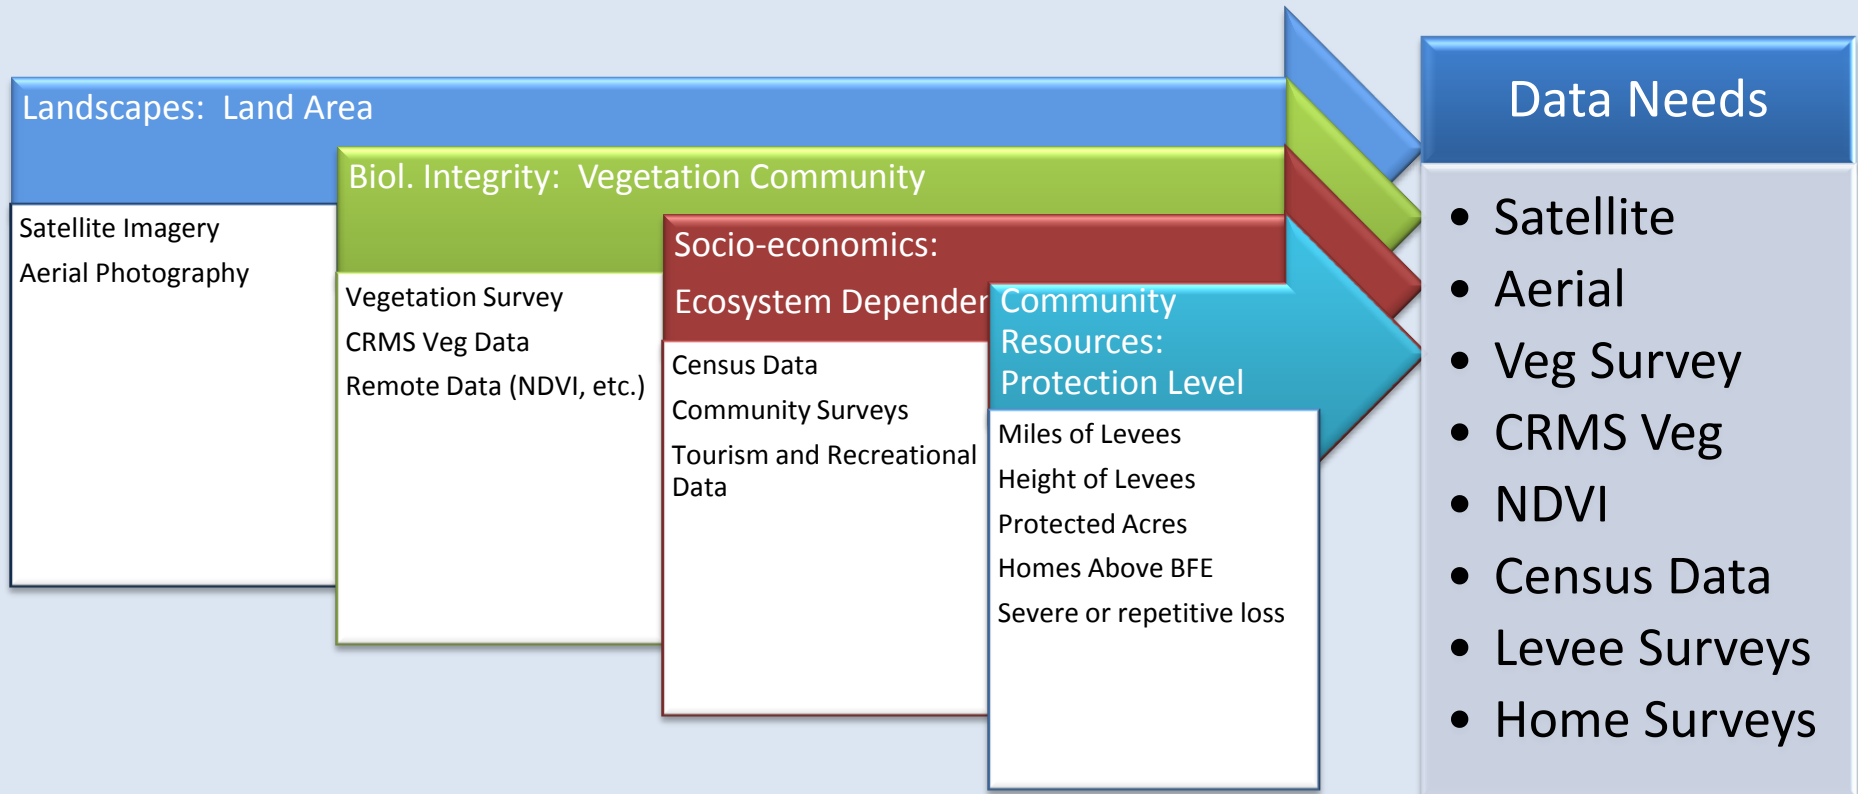 Landscapes: Land Area
Satellite Imagery
Aerial Photography
Biol. Integrity: Vegetation Community
Vegetation Survey
CRMS Veg Data
Remote Data (NDVI, etc.)
Socio-economics:
Ecosystem
Census Data
Community Surveys
Tourism and Recreational
Data
Community
Resources:
Protection Level
Miles of Levees
Height of Levees
Protected Acres
Homes Above BFE
Severe or repetitive loss
Data Needs
• Satellite
• Aerial
• Veg Survey
• CRMS Veg
• NDVI
• Census Data
• Levee Surveys
• Home Surveys